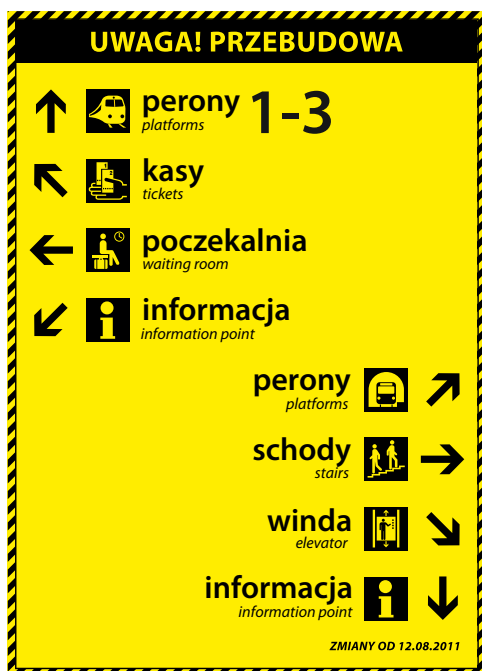 UWAGA! PRZEBUDOWA
perony 1-3
platforms
kasy
tickets
poczekalnia
waiting room
informacja
information point
perony
platforms
schody
stairs
winda
elevator
informacja
information point
ZMIANY OD 12.08.2011